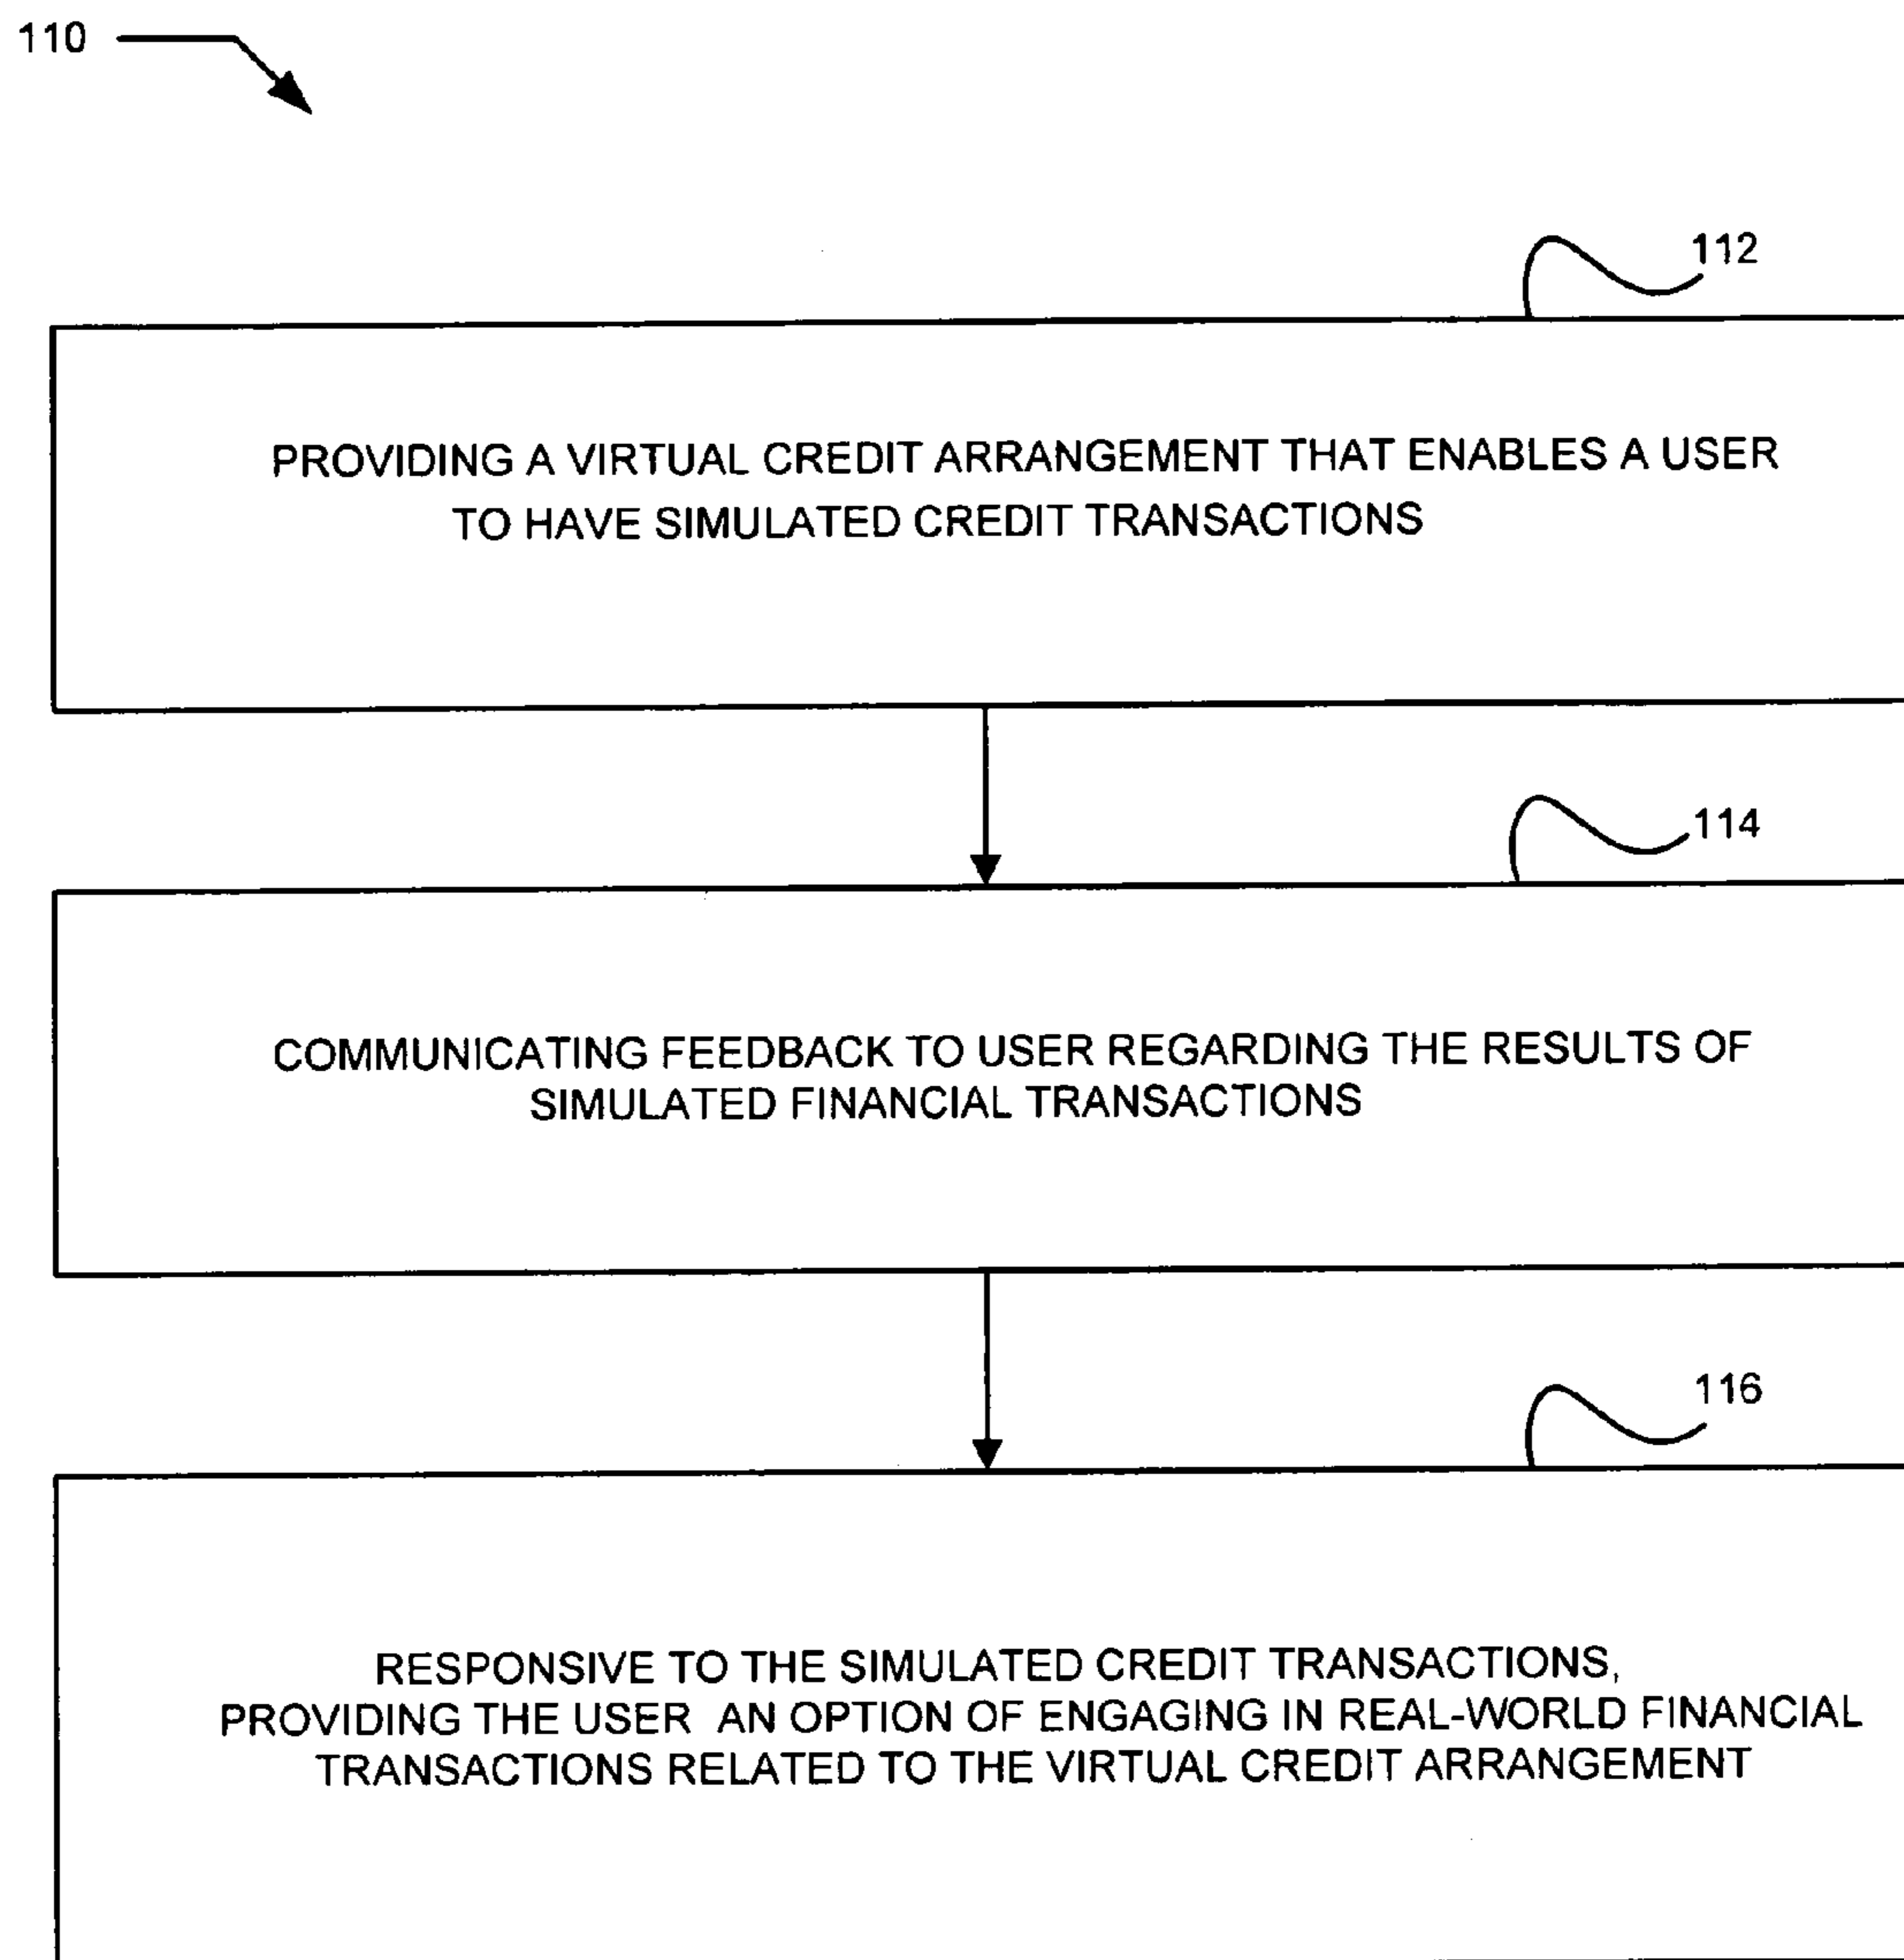 110
112
PROVIDING A VIRTUAL CREDIT ARRANGEMENT THAT ENABLES A USER
TO HAVE SIMULATED CREDIT TRANSACTIONS
114
COMMUNICATING FEEDBACK TO USER REGARDING THE RESULTS OF
SIMULATED FINANCIAL TRANSACTIONS
116
RESPONSIVE TO THE SIMULATED CREDIT TRANSACTIONS,
PROVIDING THE USER AN OPTION OF ENGAGING IN REAL-WORLD FINANCIAL
TRANSACTIONS RELATED TO THE VIRTUAL CREDIT ARRANGEMENT